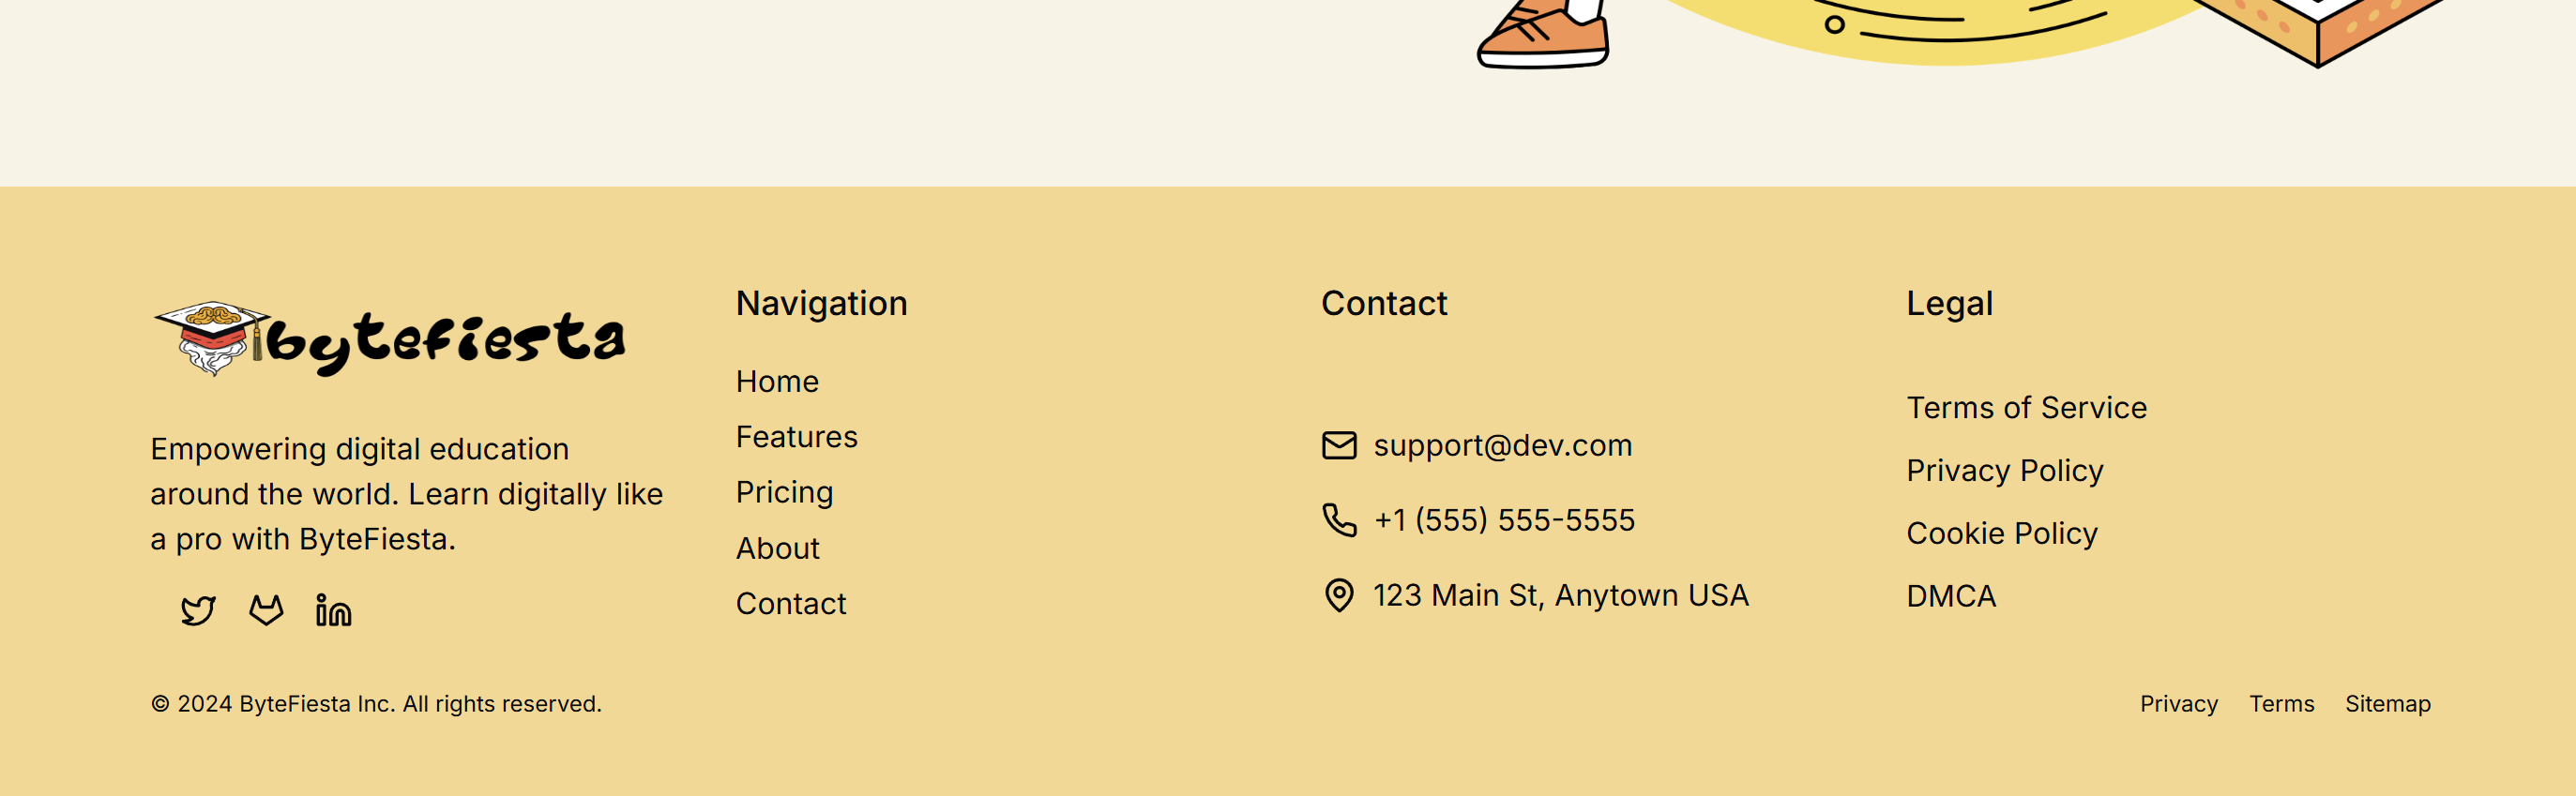 bytefiesta
Empowering digital education
around the world. Learn digitally like
a pro with ByteFiesta.
Navigation
Home
Features
Pricing
About
Contact
Contact
support@dev.com
+1 (555) 555-5555
123 Main St, Anytown USA
Legal
Terms of Service
Privacy Policy
Cookie Policy
DMCA
© 2024 ByteFiesta Inc. All rights reserved.
Privacy Terms Sitemap